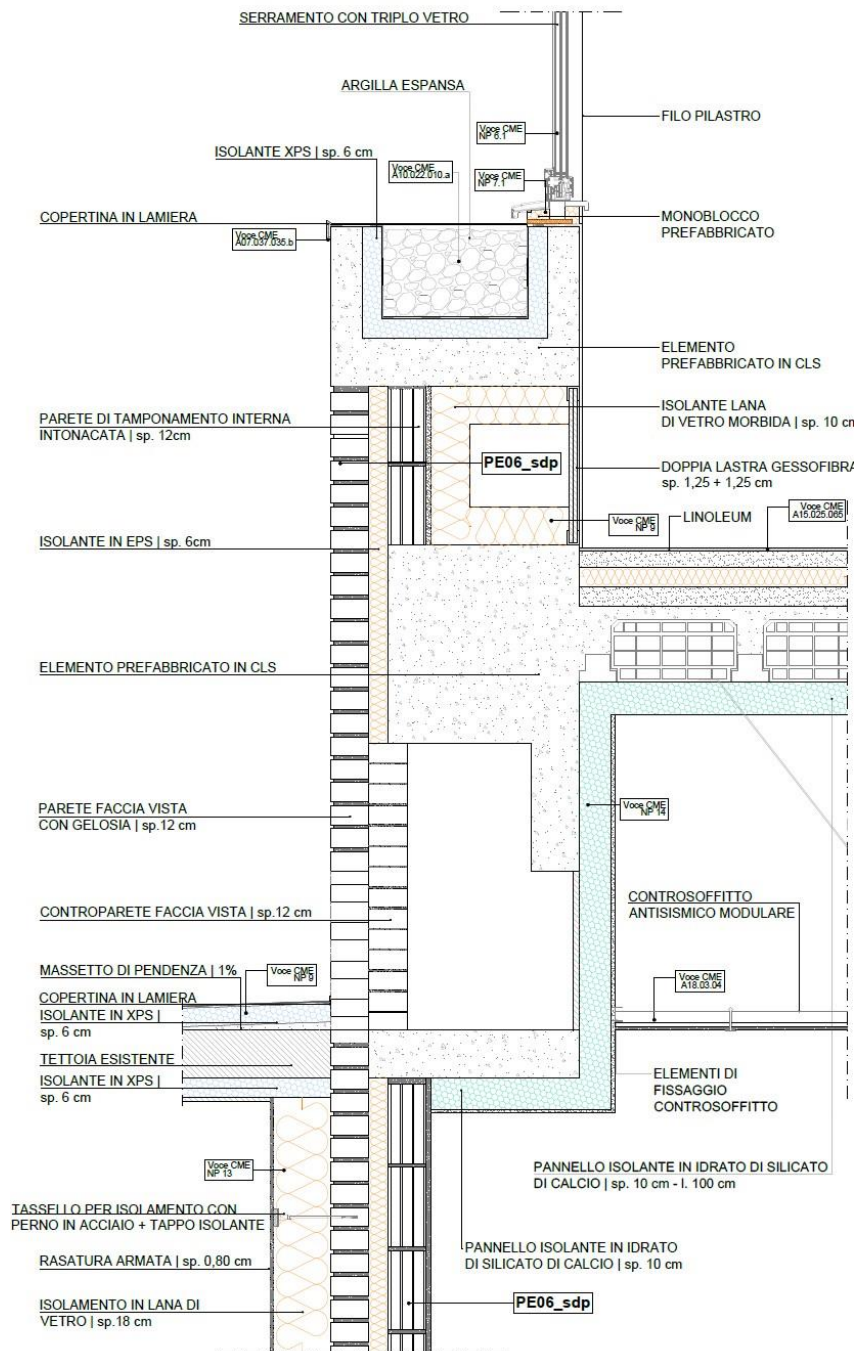 SERRAMENTO CON TRIPLO VETRO
ARGILLA ESPANSA
FILO PILASTRO
Voce CME
NP 6.1
ISOLANTE XPS | sp. 6 cm
Voce CME
A10.022.010.a
Voce CME
NP 7.1
COPERTINA IN LAMIERA
MONOBLOCCO
PREFABBRICATO
Voce CME
A07.037.035.b
ELEMENTO
PREFABBRICATO IN CLS
ISOLANTE LANA
DI VETRO MORBIDA | sp. 10 cm
PARETE DI TAMPONAMENTO INTERNA
INTONACATA | sp. 12cm
PE06_sdp
DOPPIA LASTRA GESSOFIBRA
sp. 1,25 + 1,25 cm
Voce CME
NP 9
LINOLEUM
Voce CME
A15.025.065
ISOLANTE IN EPS | sp. 6cm
ELEMENTO PREFABBRICATO IN CLS
PARETE FACCIA VISTA
CON GELOSIA | sp.12 cm
Voce CME
NP 14
CONTROSOFFITTO
ANTISISMICO MODULARE
CONTROPARETE FACCIA VISTA | sp.12 cm
MASSETTO DI PENDENZA | 1%
Voce CME
NP 9
Voce CME
A18.03.04
COPERTINA IN LAMIERA
ISOLANTE IN XPS |
sp. 6 cm
TETTOIA ESISTENTE
ISOLANTE IN XPS |
sp. 6 cm
ELEMENTI DI
FISSAGGIO
CONTROSOFFITTO
Voce CME
NP 13
PANNELLO ISOLANTE IN IDRATO DI SILICATO
DI CALCIO | sp. 10 cm - l. 100 cm
TASSELLO PER ISOLAMENTO CON
PERNO IN ACCIAIO + TAPPO ISOLANTE
PANNELLO ISOLANTE IN IDRATO
DI SILICATO DI CALCIO | sp. 10 cm
RASATURA ARMATA | sp. 0,80 cm
ISOLAMENTO IN LANA DI
VETRO | sp.18 cm
PE06_sdp